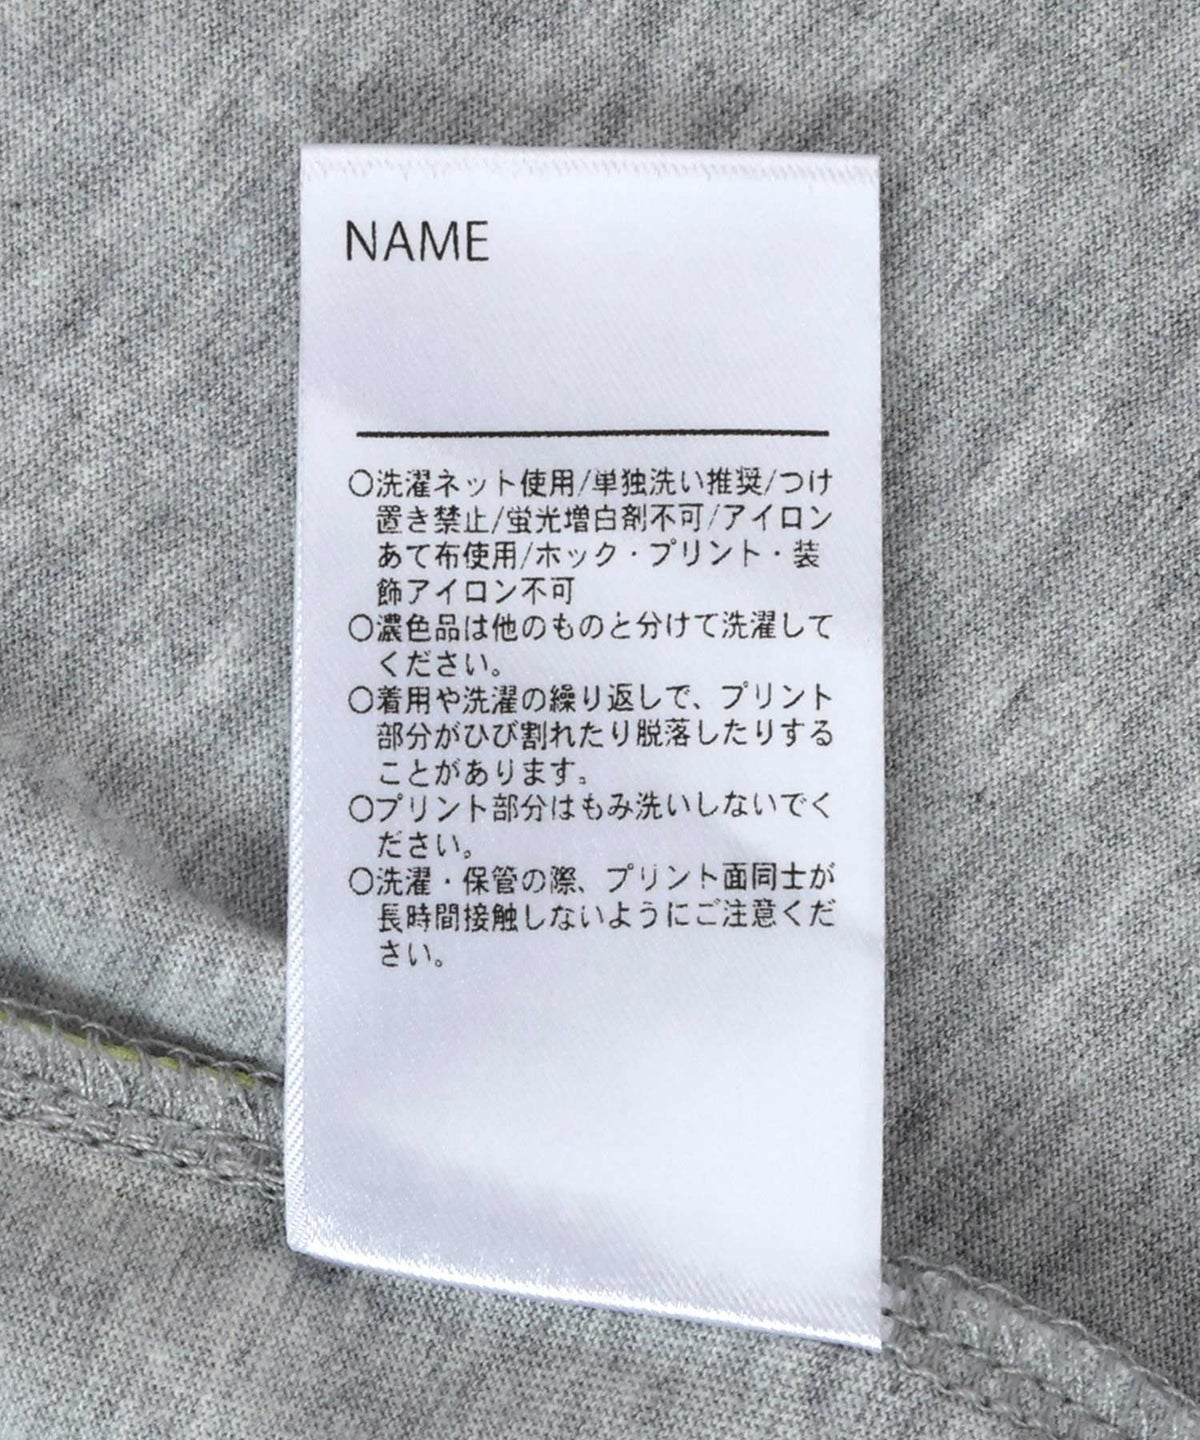 NAME
○洗濯ネット使用/単独洗い推奨/つけ
置き禁止/蛍光増白剤不可/アイロン
あて布使用/ホック・プリント・装
飾アイロン不可
○濃色品は他のものと分けて洗濯して
ください。
○着用や洗濯の繰り返しで、プリント
部分がひび割れたり脱落したりする
ことがあります。
○プリント部分はもみ洗いしないでく
ださい。
○洗濯・保管の際、プリント面同士が
長時間接触しないようにご注意くだ
さい。